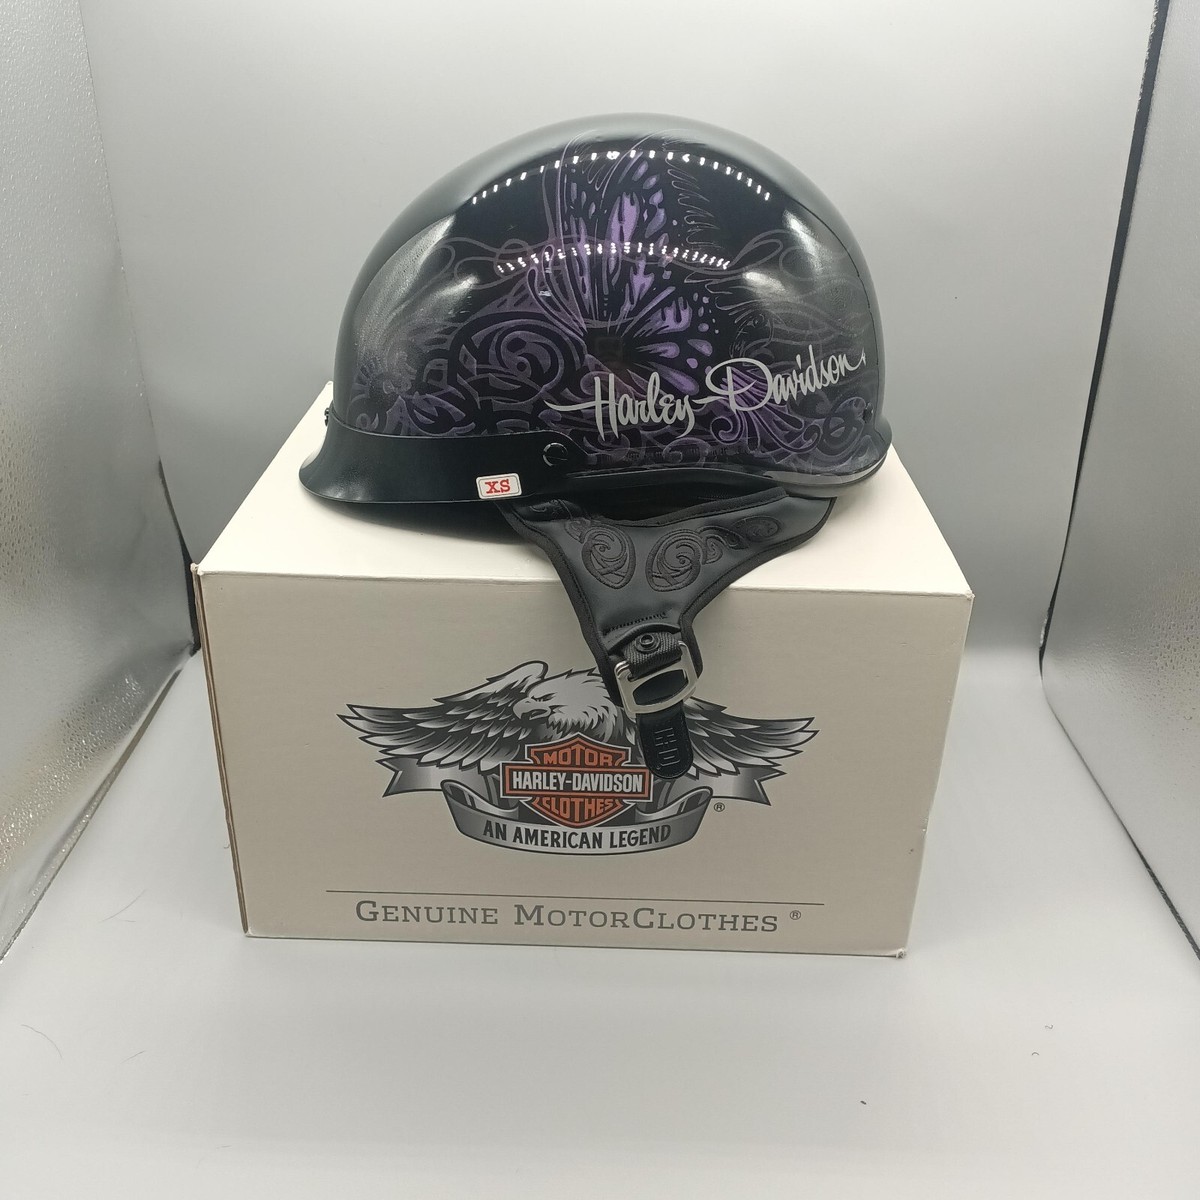 Harley-Davidson
XS
H-D
MOTOR
HARLEY-DAVIDSON
CLOTHES
®
AN AMERICAN LEGEND
GENUINE MOTORCLOTHES ®